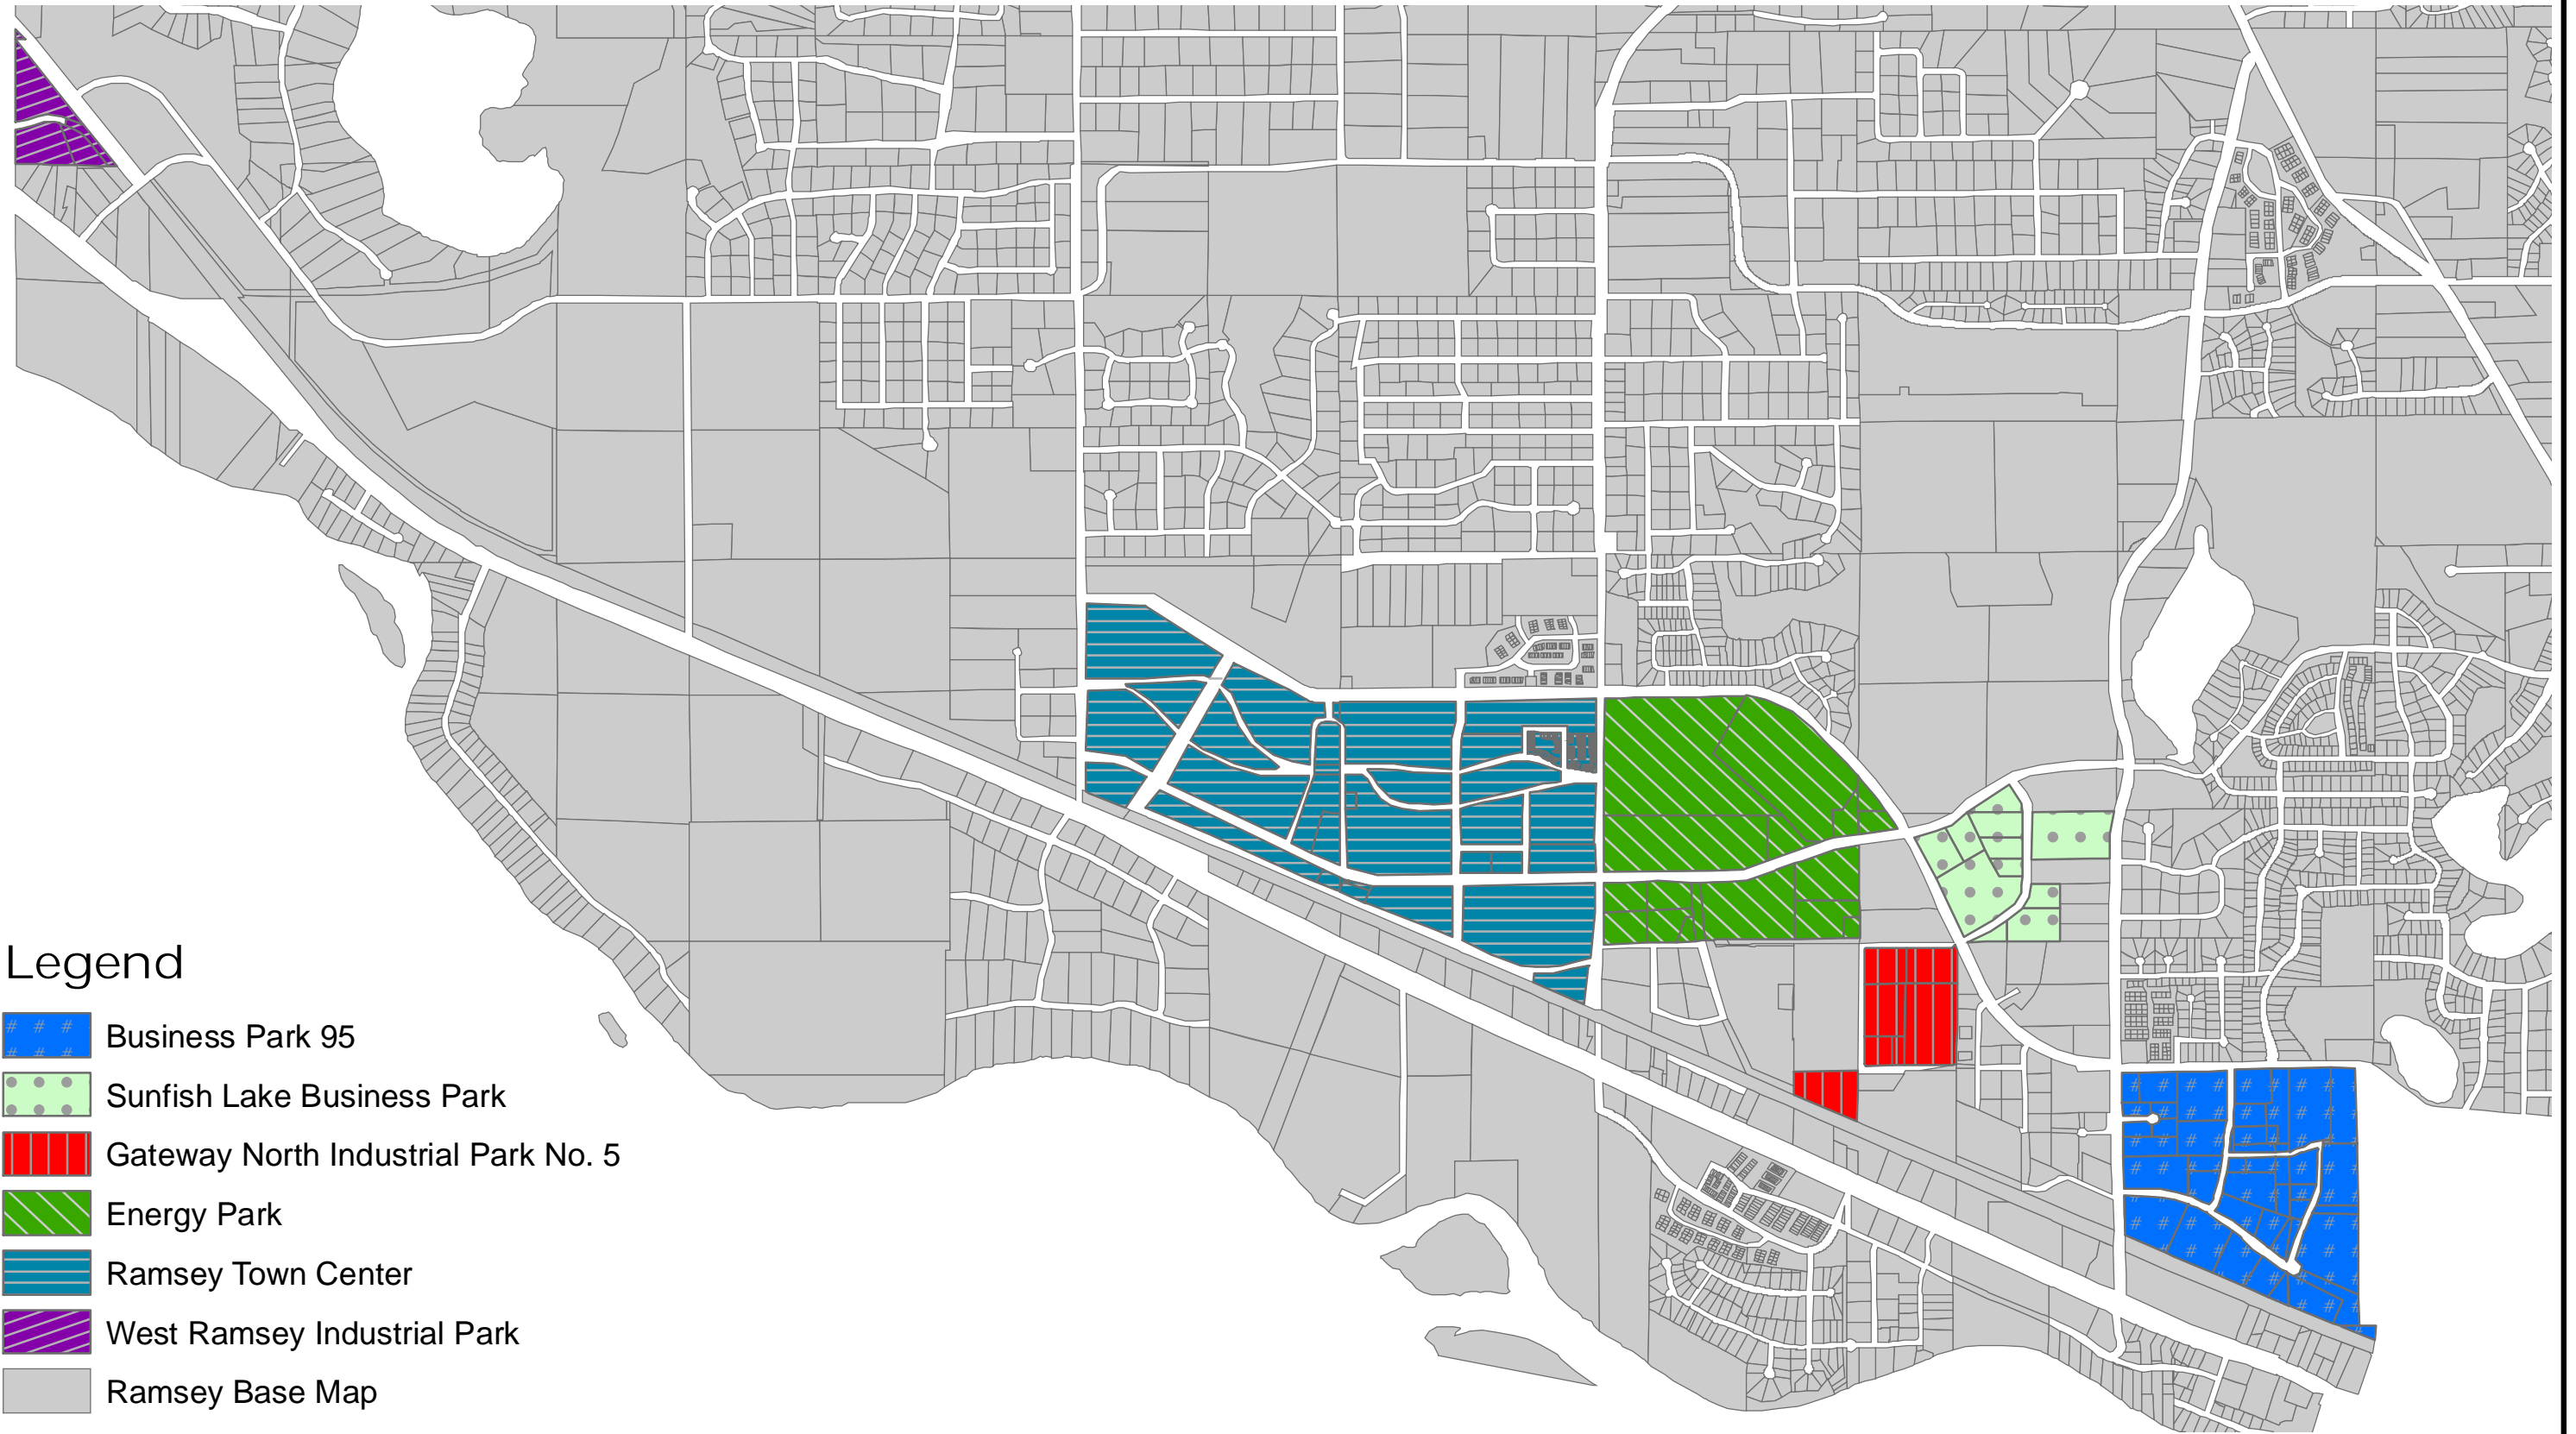 Legend
Business Park 95
Sunfish Lake Business Park
Gateway North Industrial Park No. 5
Energy Park
Ramsey Town Center
West Ramsey Industrial Park
Ramsey Base Map